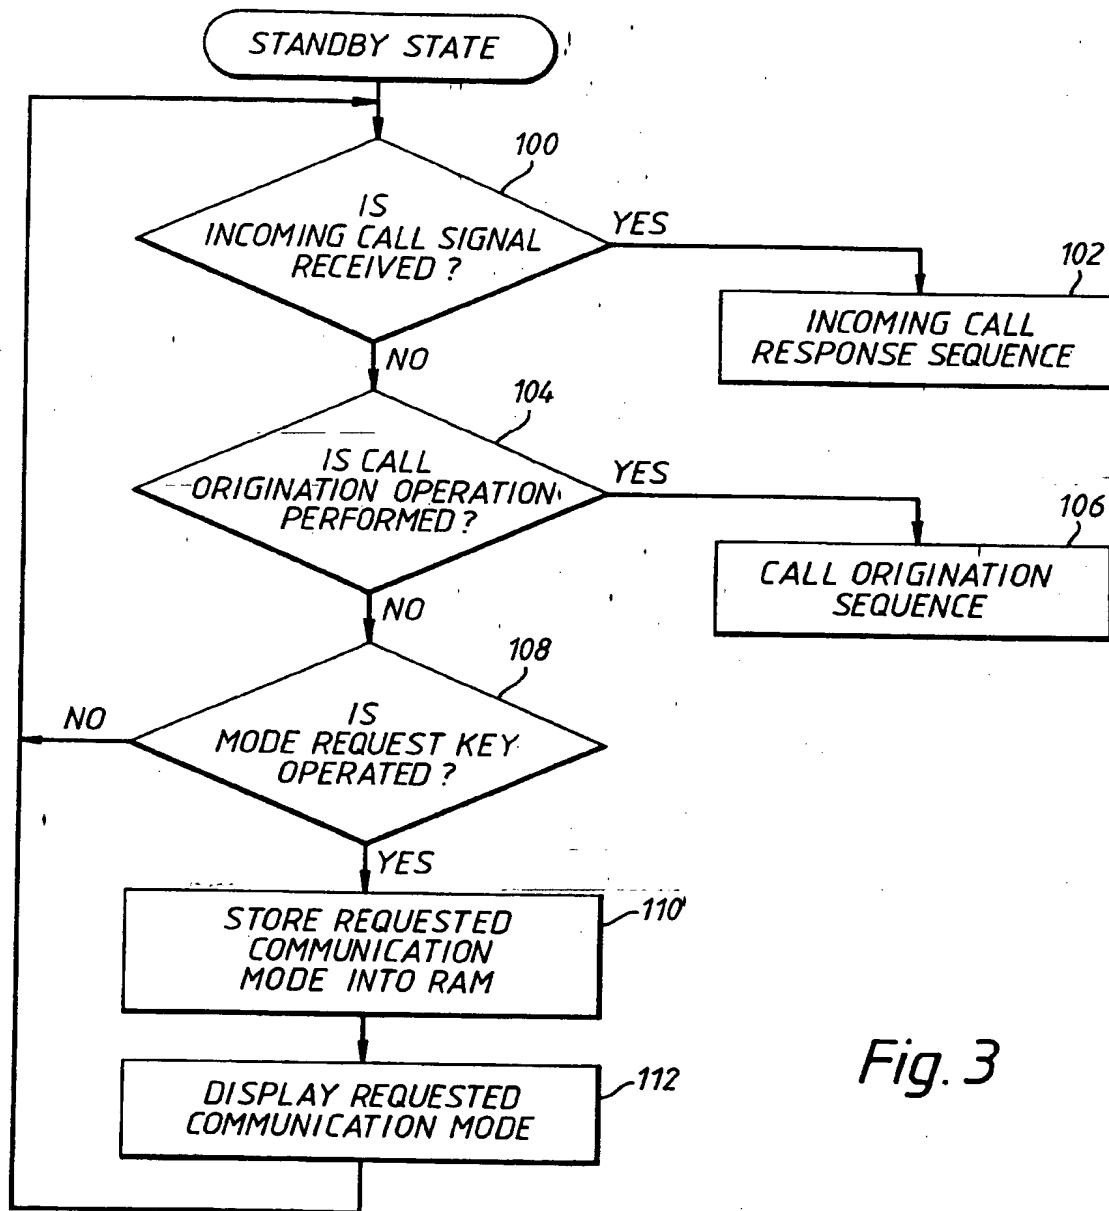 STANDBY STATE
100
IS
INCOMING CALL SIGNAL
RECEIVED ?
YES
102
INCOMING CALL
RESPONSE SEQUENCE
NO
104
IS CALL
ORIGINATION OPERATION
PERFORMED ?
YES
106
CALL ORIGINATION
SEQUENCE
NO
108
IS
MODE REQUEST KEY
OPERATED ?
NO
YES
110
STORE REQUESTED
COMMUNICATION
MODE INTO RAM
112
DISPLAY REQUESTED
COMMUNICATION MODE
Fig. 3